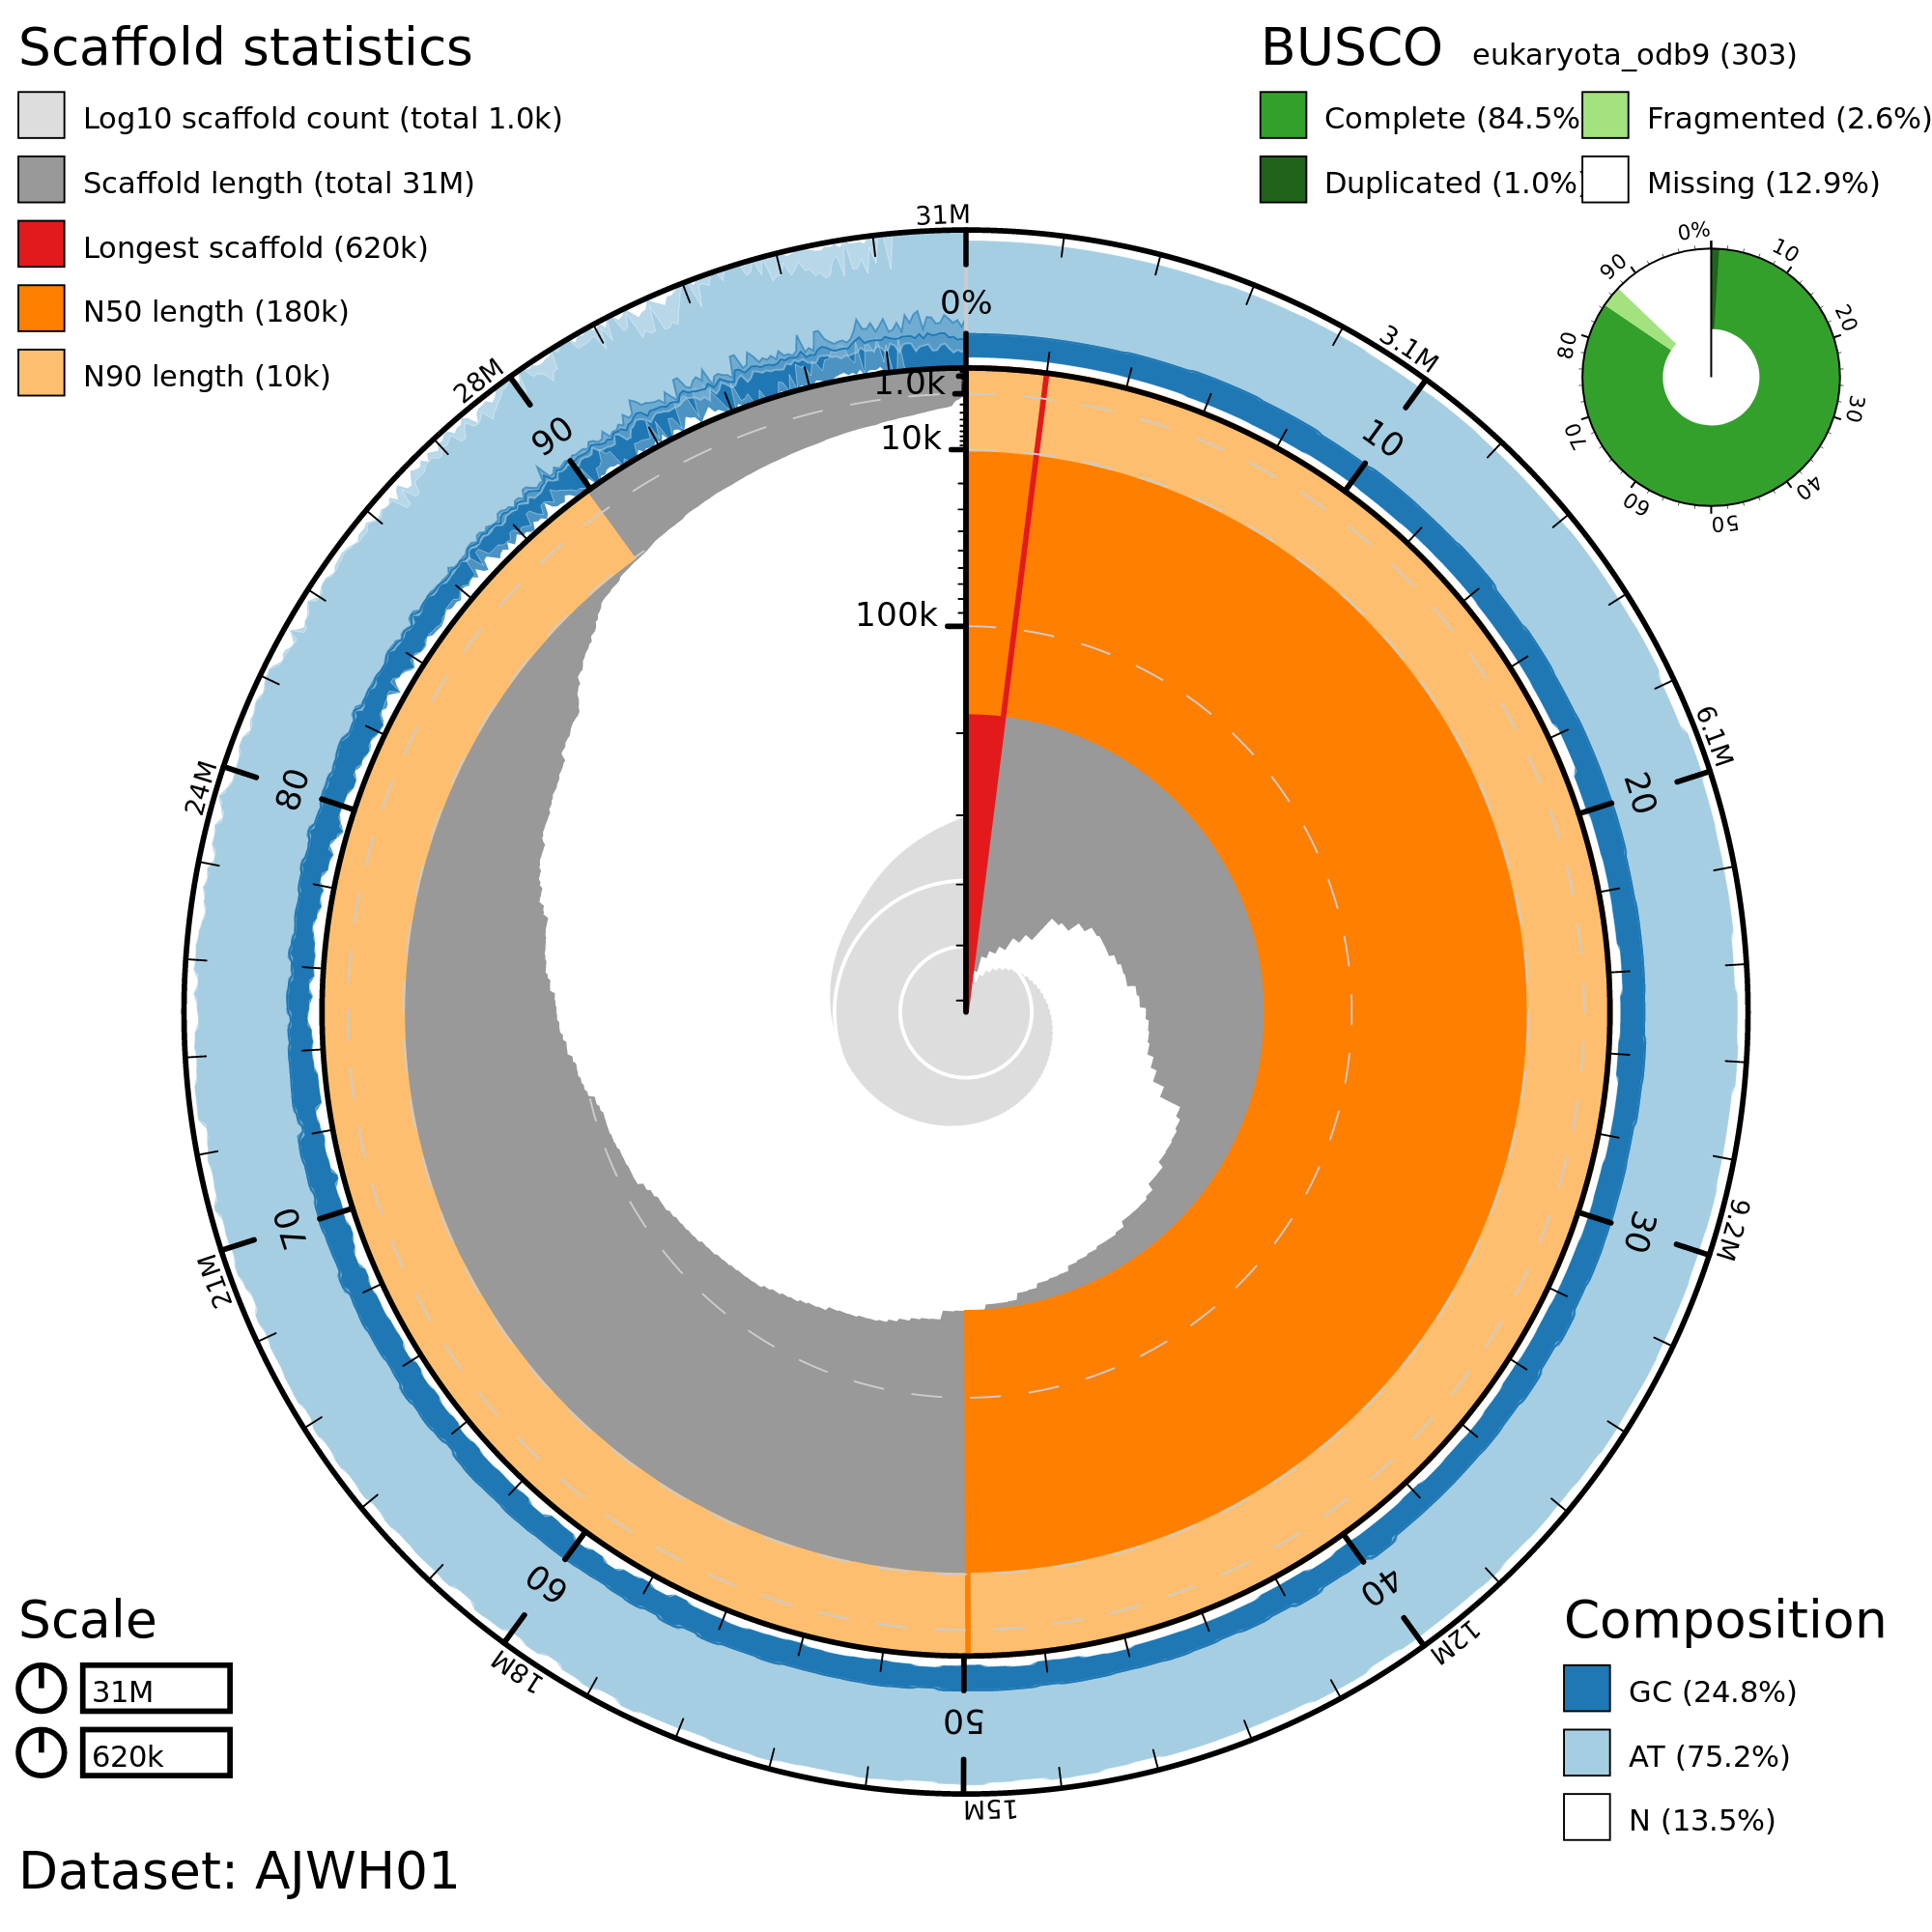 Scaffold statistics
Log10 scaffold count (total 1.0k)
Scaffold length (total 31M)
Longest scaffold (620k)
N50 length (180k)
N90 length (10k)
BUSCO eukaryota_odb9 (303)
Complete (84.5% Fragmented (2.6%)
Duplicated (1.0% Missing (12.9%)
0%
10
20
30
40
50
60
70
80
90
31M
3.1M
6.1M
9.2M
12M
15M
18M
21M
24M
28M
0%
10
20
30
40
50
60
70
80
90
1.0k
10k
100k
Scale
31M
620k
Composition
GC (24.8%)
AT (75.2%)
N (13.5%)
Dataset: AJWH01